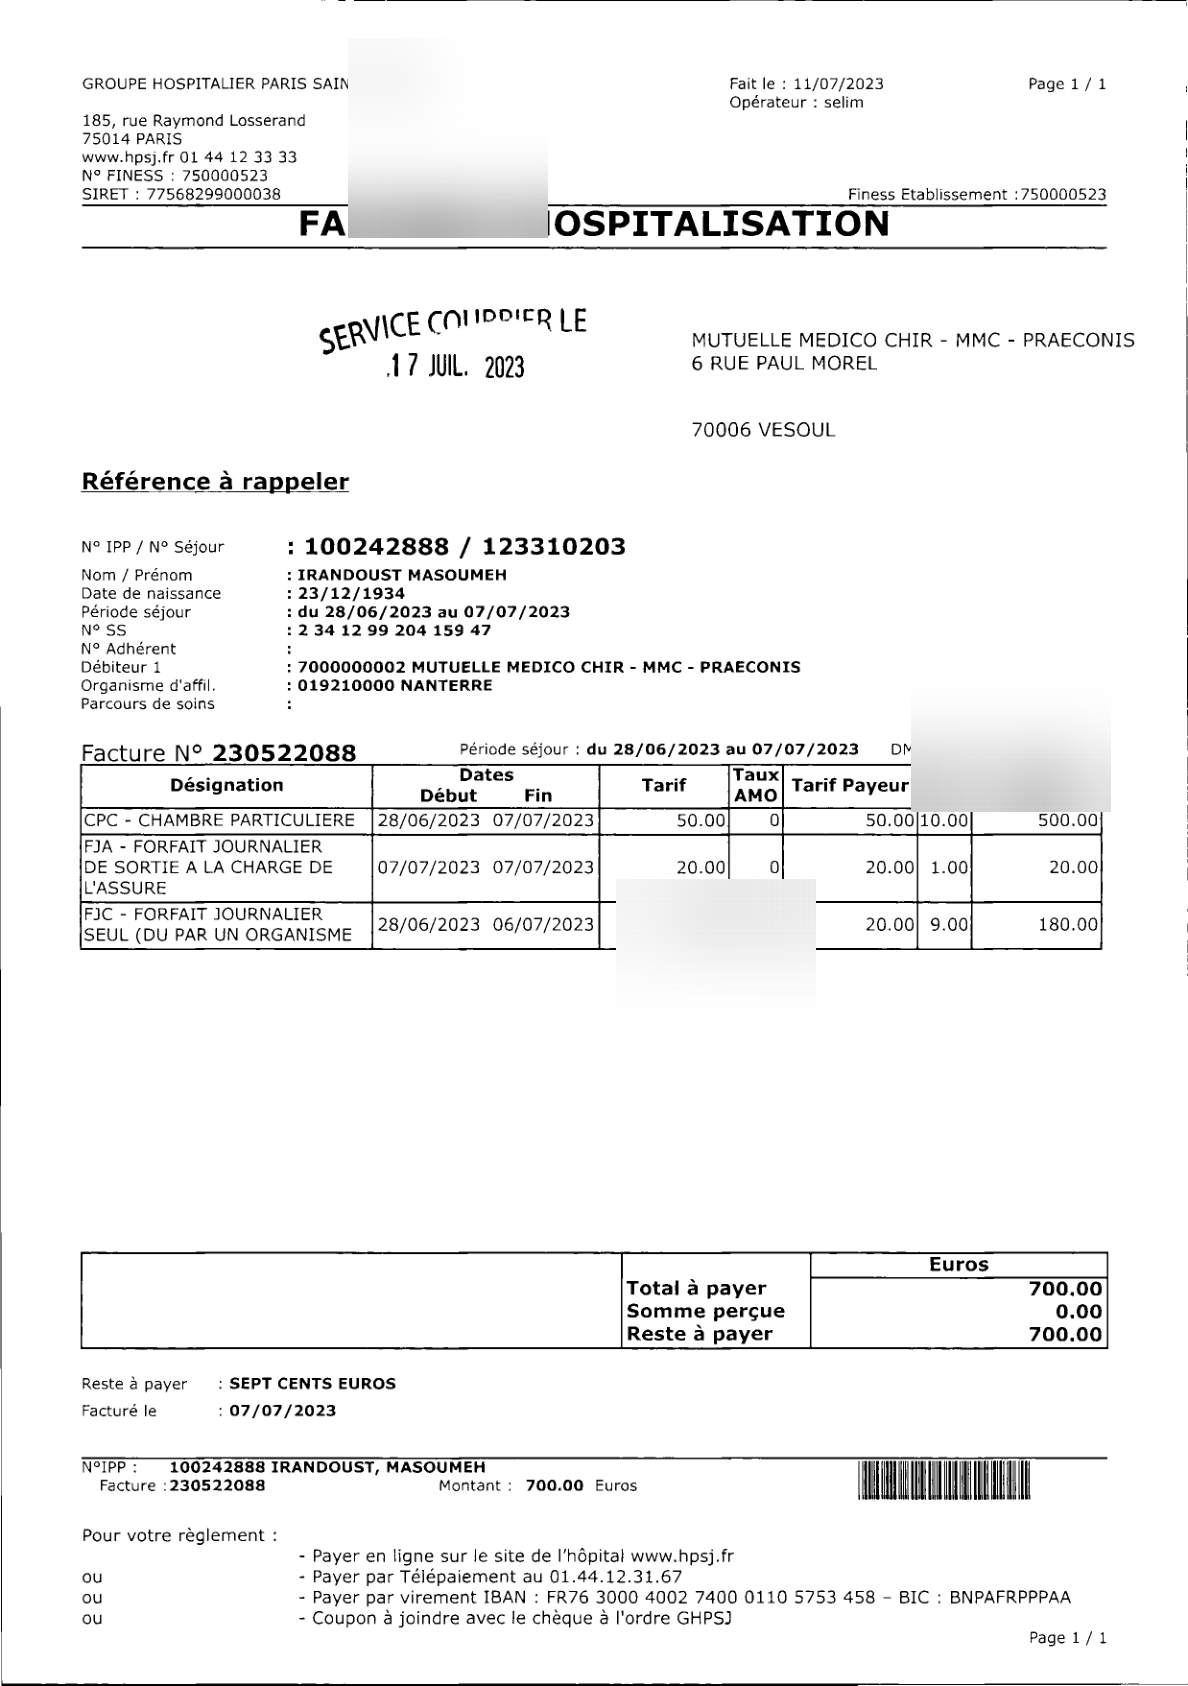 GROUPE HOSPITALIER PARIS
Fait le : 11/07/2023
Page 1 / 1
Opérateur : selim
185, rue Raymond Losserand
75014 PARIS
www.hpsj.fr 01 44 12 33 33
N° FINESS : 750000523
SIRET : 77568299000038
Finess Etablissement :750000523
SERVICE COURRIER LE
17 JUIL. 2023
MUTUELLE MEDICO CHIR - MMC - PRAECONIS
6 RUE PAUL MOREL
70006 VESOUL
Référence à rappeler
N° IPP / N° Séjour : 100242888 / 123310203
Nom / Prénom : IRANDOUST MASOUMEH
Date de naissance : 23/12/1934
Période séjour : du 28/06/2023 au 07/07/2023
N° SS : 2 34 12 99 204 159 47
N° Adhérent :
Débiteur 1 : 7000000002 MUTUELLE MEDICO CHIR - MMC - PRAECONIS
Organisme d'affil. : 019210000 NANTERRE
Parcours de soins :
Facture N° 230522088 Période séjour : du 28/06/2023 au 07/07/2023
Désignation Dates Début Fin Tarif Taux AMO Tarif Payeur
CPC - CHAMBRE PARTICULIERE 28/06/2023 07/07/2023 50.00 0 50.00 10.00 500.00
FJA - FORFAIT JOURNALIER
DE SORTIE A LA CHARGE DE 07/07/2023 07/07/2023 20.00 0 20.00 1.00 20.00
L'ASSURE
FJC - FORFAIT JOURNALIER
SEUL (DU PAR UN ORGANISME 28/06/2023 06/07/2023 20.00 9.00 180.00
Euros
Total à payer 700.00
Somme perçue 0.00
Reste à payer 700.00
Reste à payer : SEPT CENTS EUROS
Facturé le : 07/07/2023
N°IPP : 100242888 IRANDOUST, MASOUMEH
Facture : 230522088 Montant : 700.00 Euros
Pour votre règlement :
- Payer en ligne sur le site de l'hôpital www.hpsj.fr
ou - Payer par Télépaiement au 01.44.12.31.67
ou - Payer par virement IBAN : FR76 3000 4002 7400 0110 5753 458 – BIC : BNPAFRPPPAA
ou - Coupon à joindre avec le chèque à l'ordre GHPSJ
Page 1 / 1